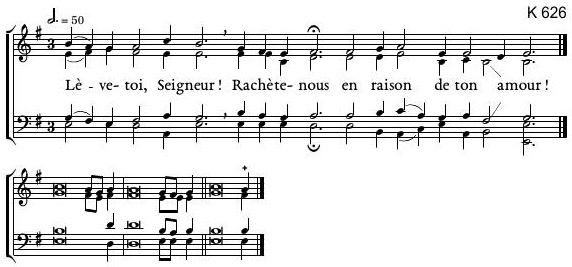 K 626
= 50
Lè - ve-toi, Seigneur ! Rachète-nous en raison de ton amour !